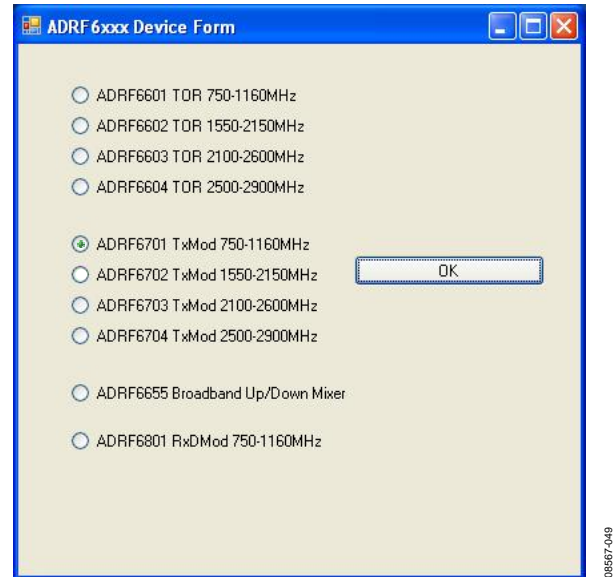 ADRF6xxx Device Form
ADRF6601 TOR 750-1160MHz
ADRF6602 TOR 1550-2150MHz
ADRF6603 TOR 2100-2600MHz
ADRF6604 TOR 2500-2900MHz
ADRF6701 TxMod 750-1160MHz
OK
ADRF6702 TxMod 1550-2150MHz
ADRF6703 TxMod 2100-2600MHz
ADRF6704 TxMod 2500-2900MHz
ADRF6655 Broadband Up/Down Mixer
ADRF6801 RxDMod 750-1160MHz
08567-049